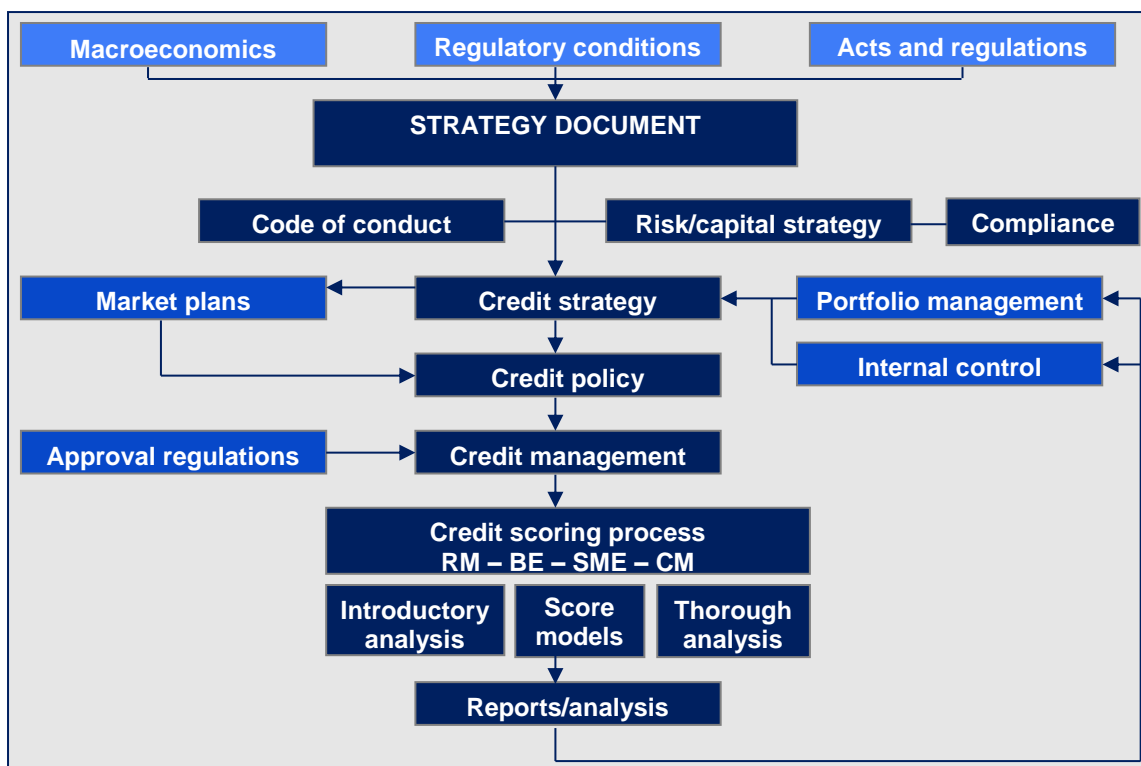 Macroeconomics
Regulatory conditions
Acts and regulations
STRATEGY DOCUMENT
Code of conduct
Risk/capital strategy
Compliance
Market plans
Credit strategy
Portfolio management
Internal control
Credit policy
Approval regulations
Credit management
Credit scoring process
RM – BE – SME – CM
Introductory
analysis
Score
models
Thorough
analysis
Reports/analysis